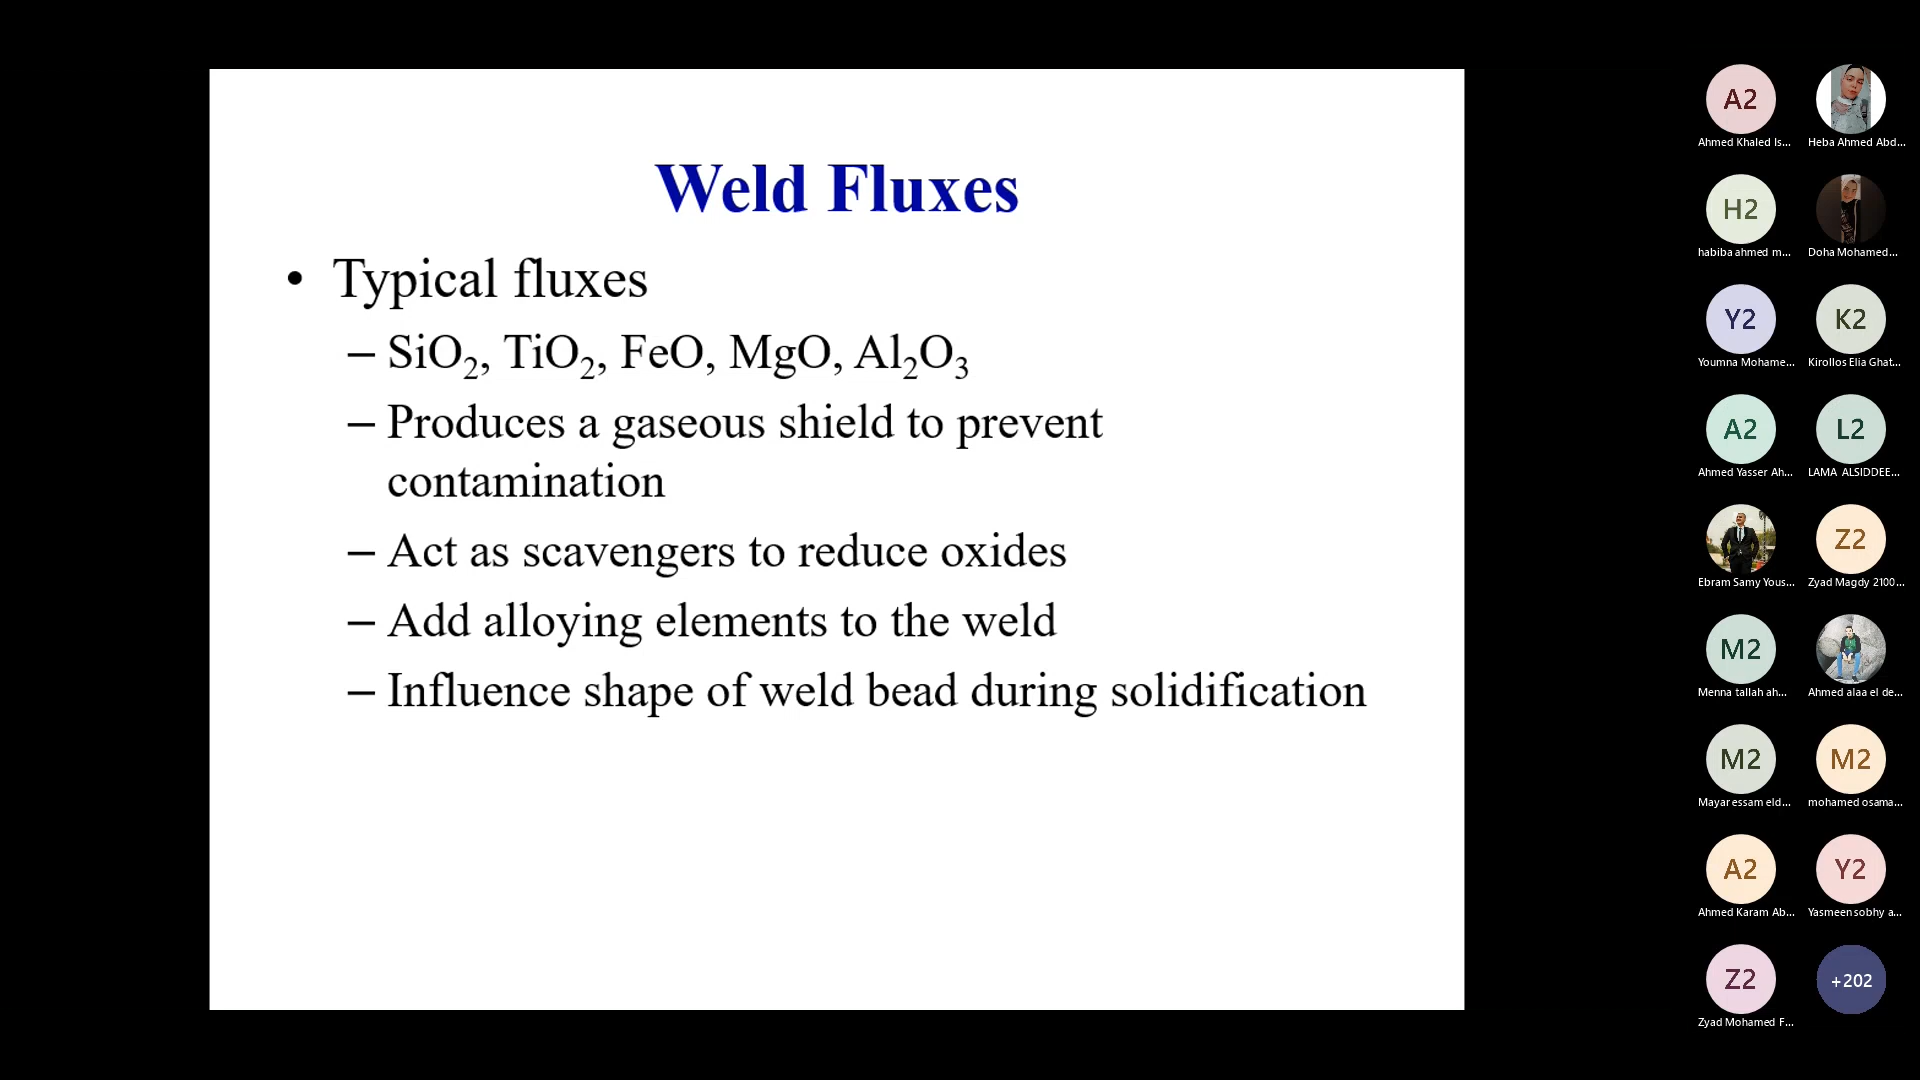 Weld Fluxes
• Typical fluxes
– SiO₂, TiO₂, FeO, MgO, Al₂O₃
– Produces a gaseous shield to prevent
contamination
– Act as scavengers to reduce oxides
– Add alloying elements to the weld
– Influence shape of weld bead during solidification
A2
Ahmed Khaled Is...
Heba Ahmed Abd...
H2
habiba ahmed m...
Doha Mohamed...
Y2 K2
Youmna Mohame... Kirollos Elia Ghat...
A2 L2
Ahmed Yasser Ah... LAMA ALSIDDEE...
Z2
Ebram Samy Yous... Zyad Magdy 2100...
M2
Menna tallah ah... Ahmed alaa el de...
M2 M2
Mayar essam eld... mohamed osama...
A2 Y2
Ahmed Karam Ab... Yasmeen sobhy a...
Z2 +202
Zyad Mohamed F...